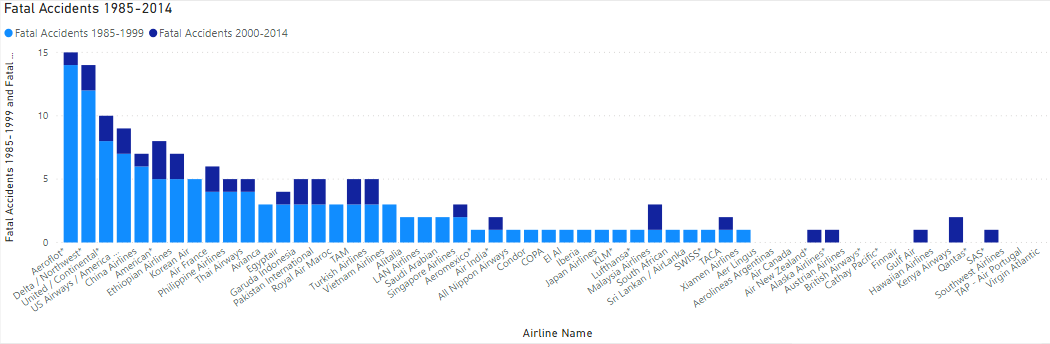 Fatal Accidents 1985-2014
Fatal Accidents 1985-1999
Fatal Accidents 2000-2014
Fatal Accidents 1985-1999 and Fatal ...
15
10
5
0
Aeroflot*
Delta / Northwest*
United / Continental*
US Airways / America ...
China Airlines
American*
Ethiopian Airlines
Korean Air
Air France
Philippine Airlines
Thai Airways
Avianca
Egyptair
Garuda Indonesia
Pakistan International
Royal Air Maroc
TAM
Turkish Airlines
Vietnam Airlines
Alitalia
LAN Airlines
Saudi Arabian
Singapore Airlines
Aeromexico*
Air India*
All Nippon Airways
Condor
COPA
El Al
Iberia
Japan Airlines
KLM*
Lufthansa*
Malaysia Airlines
South African
Sri Lankan / AirLanka
SWISS*
TACA
Xiamen Airlines
Aer Lingus
Aerolineas Argentinas
Air Canada
Air New Zealand*
Alaska Airlines*
Austrian Airlines
British Airways*
Cathay Pacific*
Finnair
Gulf Air
Hawaiian Airlines
Kenya Airways
Qantas*
SAS*
Southwest Airlines
TAP - Air Portugal
Virgin Atlantic
Airline Name